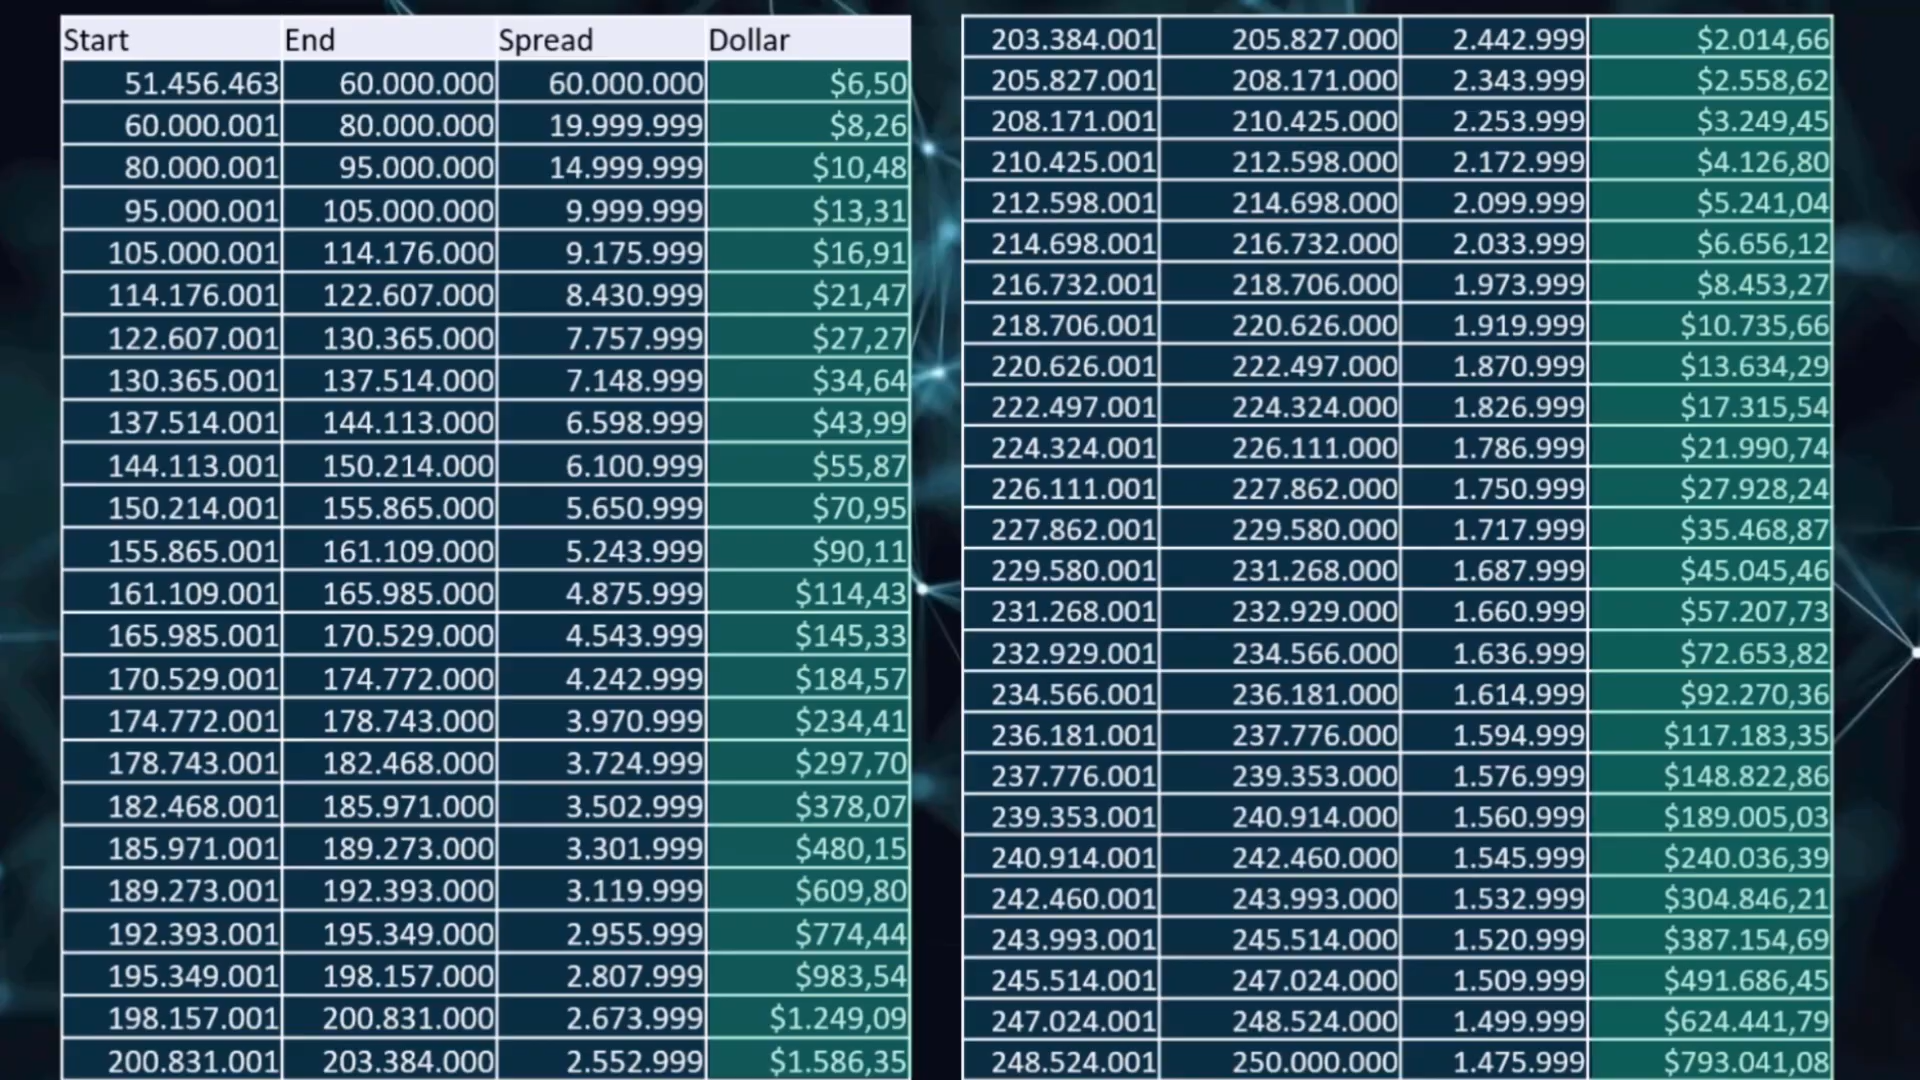 Start End Spread Dollar
51.456.463 60.000.000 60.000.000 $6,50
60.000.001 80.000.000 19.999.999 $8,26
80.000.001 95.000.000 14.999.999 $10,48
95.000.001 105.000.000 9.999.999 $13,31
105.000.001 114.176.000 9.175.999 $16,91
114.176.001 122.607.000 8.430.999 $21,47
122.607.001 130.365.000 7.757.999 $27,27
130.365.001 137.514.000 7.148.999 $34,64
137.514.001 144.113.000 6.598.999 $43,99
144.113.001 150.214.000 6.100.999 $55,87
150.214.001 155.865.000 5.650.999 $70,95
155.865.001 161.109.000 5.243.999 $90,11
161.109.001 165.985.000 4.875.999 $114,43
165.985.001 170.529.000 4.543.999 $145,33
170.529.001 174.772.000 4.242.999 $184,57
174.772.001 178.743.000 3.970.999 $234,41
178.743.001 182.468.000 3.724.999 $297,70
182.468.001 185.971.000 3.502.999 $378,07
185.971.001 189.273.000 3.301.999 $480,15
189.273.001 192.393.000 3.119.999 $609,80
192.393.001 195.349.000 2.955.999 $774,44
195.349.001 198.157.000 2.807.999 $983,54
198.157.001 200.831.000 2.673.999 $1.249,09
200.831.001 203.384.000 2.552.999 $1.586,35
203.384.001 205.827.000 2.442.999 $2.014,66
205.827.001 208.171.000 2.343.999 $2.558,62
208.171.001 210.425.000 2.253.999 $3.249,45
210.425.001 212.598.000 2.172.999 $4.126,80
212.598.001 214.698.000 2.099.999 $5.241,04
214.698.001 216.732.000 2.033.999 $6.656,12
216.732.001 218.706.000 1.973.999 $8.453,27
218.706.001 220.626.000 1.919.999 $10.735,66
220.626.001 222.497.000 1.870.999 $13.634,29
222.497.001 224.324.000 1.826.999 $17.315,54
224.324.001 226.111.000 1.786.999 $21.990,74
226.111.001 227.862.000 1.750.999 $27.928,24
227.862.001 229.580.000 1.717.999 $35.468,87
229.580.001 231.268.000 1.687.999 $45.045,46
231.268.001 232.929.000 1.660.999 $57.207,73
232.929.001 234.566.000 1.636.999 $72.653,82
234.566.001 236.181.000 1.614.999 $92.270,36
236.181.001 237.776.000 1.594.999 $117.183,35
237.776.001 239.353.000 1.576.999 $148.822,86
239.353.001 240.914.000 1.560.999 $189.005,03
240.914.001 242.460.000 1.545.999 $240.036,39
242.460.001 243.993.000 1.532.999 $304.846,21
243.993.001 245.514.000 1.520.999 $387.154,69
245.514.001 247.024.000 1.509.999 $491.686,45
247.024.001 248.524.000 1.499.999 $624.441,79
248.524.001 250.000.000 1.475.999 $793.041,08